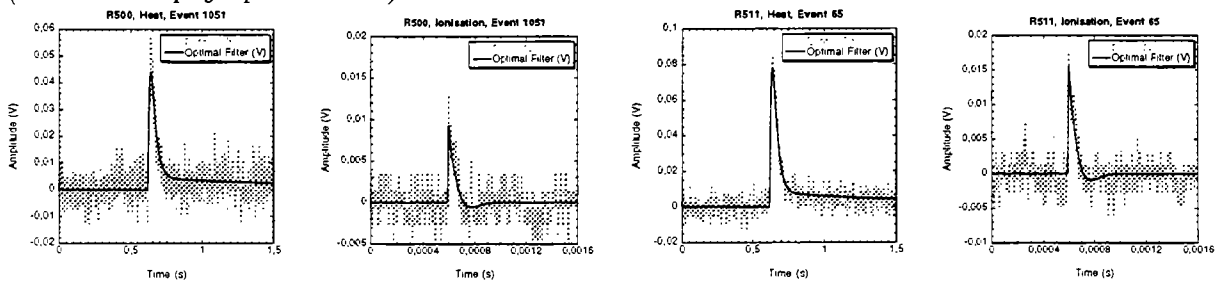 R500, Heat, Event 1051
Optimal Filter (V)
Amplitude (V)
0,06
0,05
0,04
0,03
0,02
0,01
0
-0,01
-0,02
0
0,5
1
1,5
Time (s)
R500, Ionisation, Event 1051
Optimal Filter (V)
Amplitude (V)
0,02
0,015
0,01
0,005
0
-0,005
0
0,0004
0,0008
0,0012
0,0016
Time (s)
R511, Heat, Event 65
Optimal Filter (V)
Amplitude (V)
0,1
0,08
0,06
0,04
0,02
0
-0,02
0
0,5
1
1,5
Time (s)
R511, Ionisation, Event 65
Optimal Filter (V)
Amplitude (V)
0,02
0,015
0,01
0,005
0
-0,005
-0,01
0
0,0004
0,0008
0,0012
0,0016
Time (s)